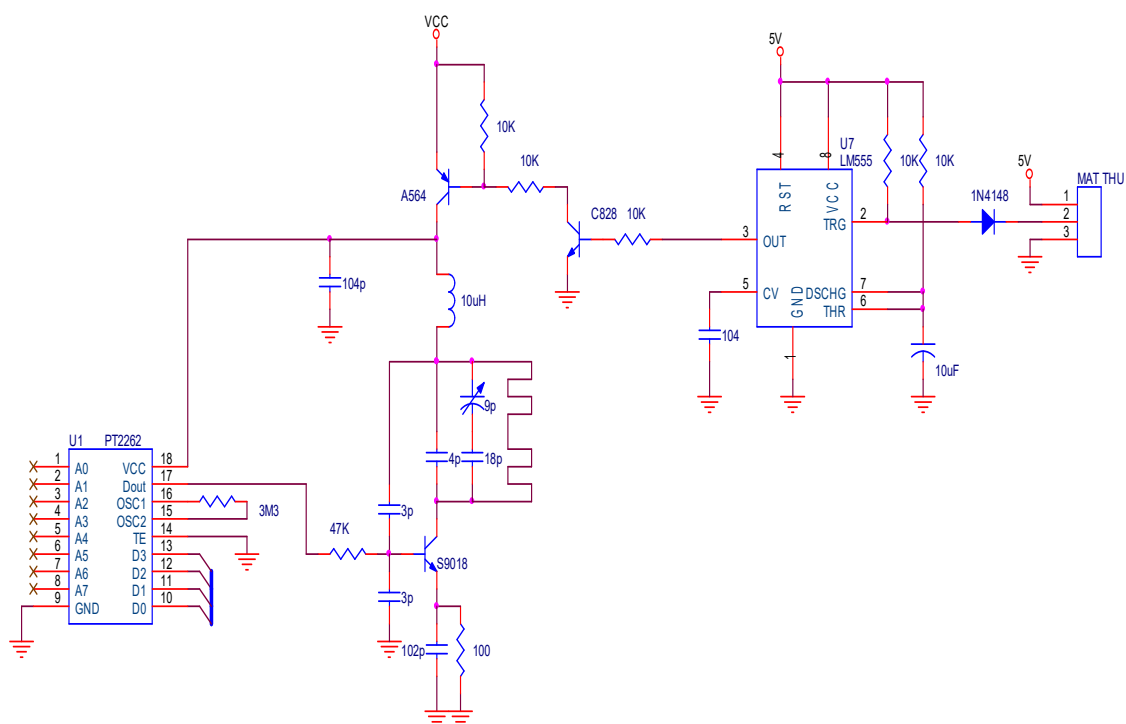 VCC
10K
10K
A564
C828 10K
104p
10uH
9p
4p
18p
3p
47K
S9018
3p
102p
100
U1 PT2262
1 A0 VCC 18
2 A1 Dout 17
3 A2 OSC1 16
4 A3 OSC2 15
5 A4 TE 14
6 A5 D3 13
7 A6 D2 12
8 A7 D1 11
9 GND D0 10
3M3
5V
U7
LM555
4 8
RST
VCC
10K 10K
TRG 2
3 OUT
5 CV
GND
DSCHG 7
THR 6
1
104
10uF
1N4148
5V
MAT THU
1
2
3